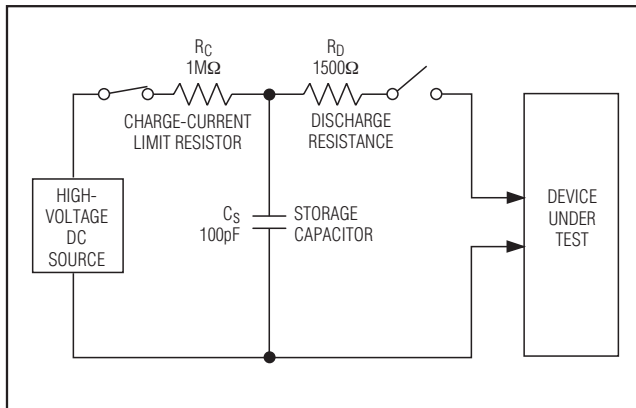 R_C
1MΩ
CHARGE-CURRENT
LIMIT RESISTOR
R_D
1500Ω
DISCHARGE
RESISTANCE
HIGH-
VOLTAGE
DC
SOURCE
C_S
100pF
STORAGE
CAPACITOR
DEVICE
UNDER
TEST